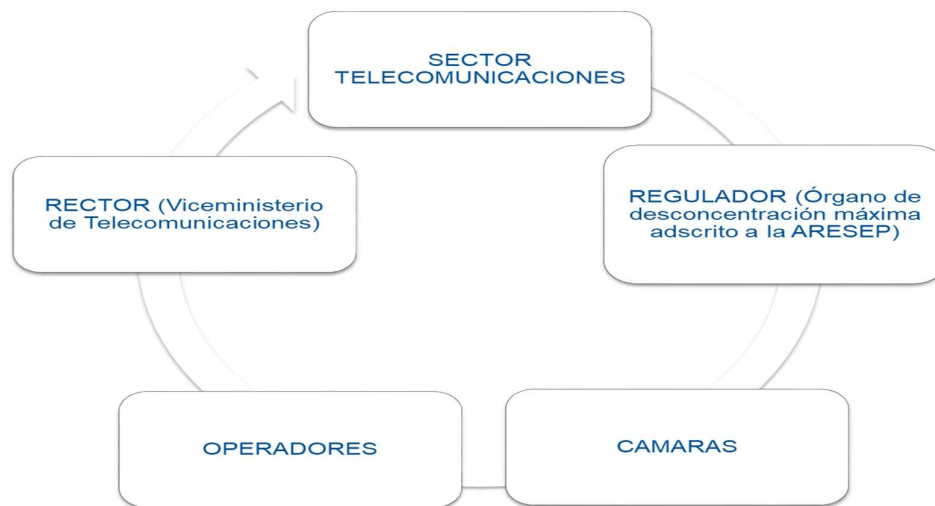 SECTOR
TELECOMUNICACIONES
REGULADOR (Órgano de
desconcentración máxima
adscrito a la ARESEP)
CAMARAS
OPERADORES
RECTOR (Viceministerio
de Telecomunicaciones)